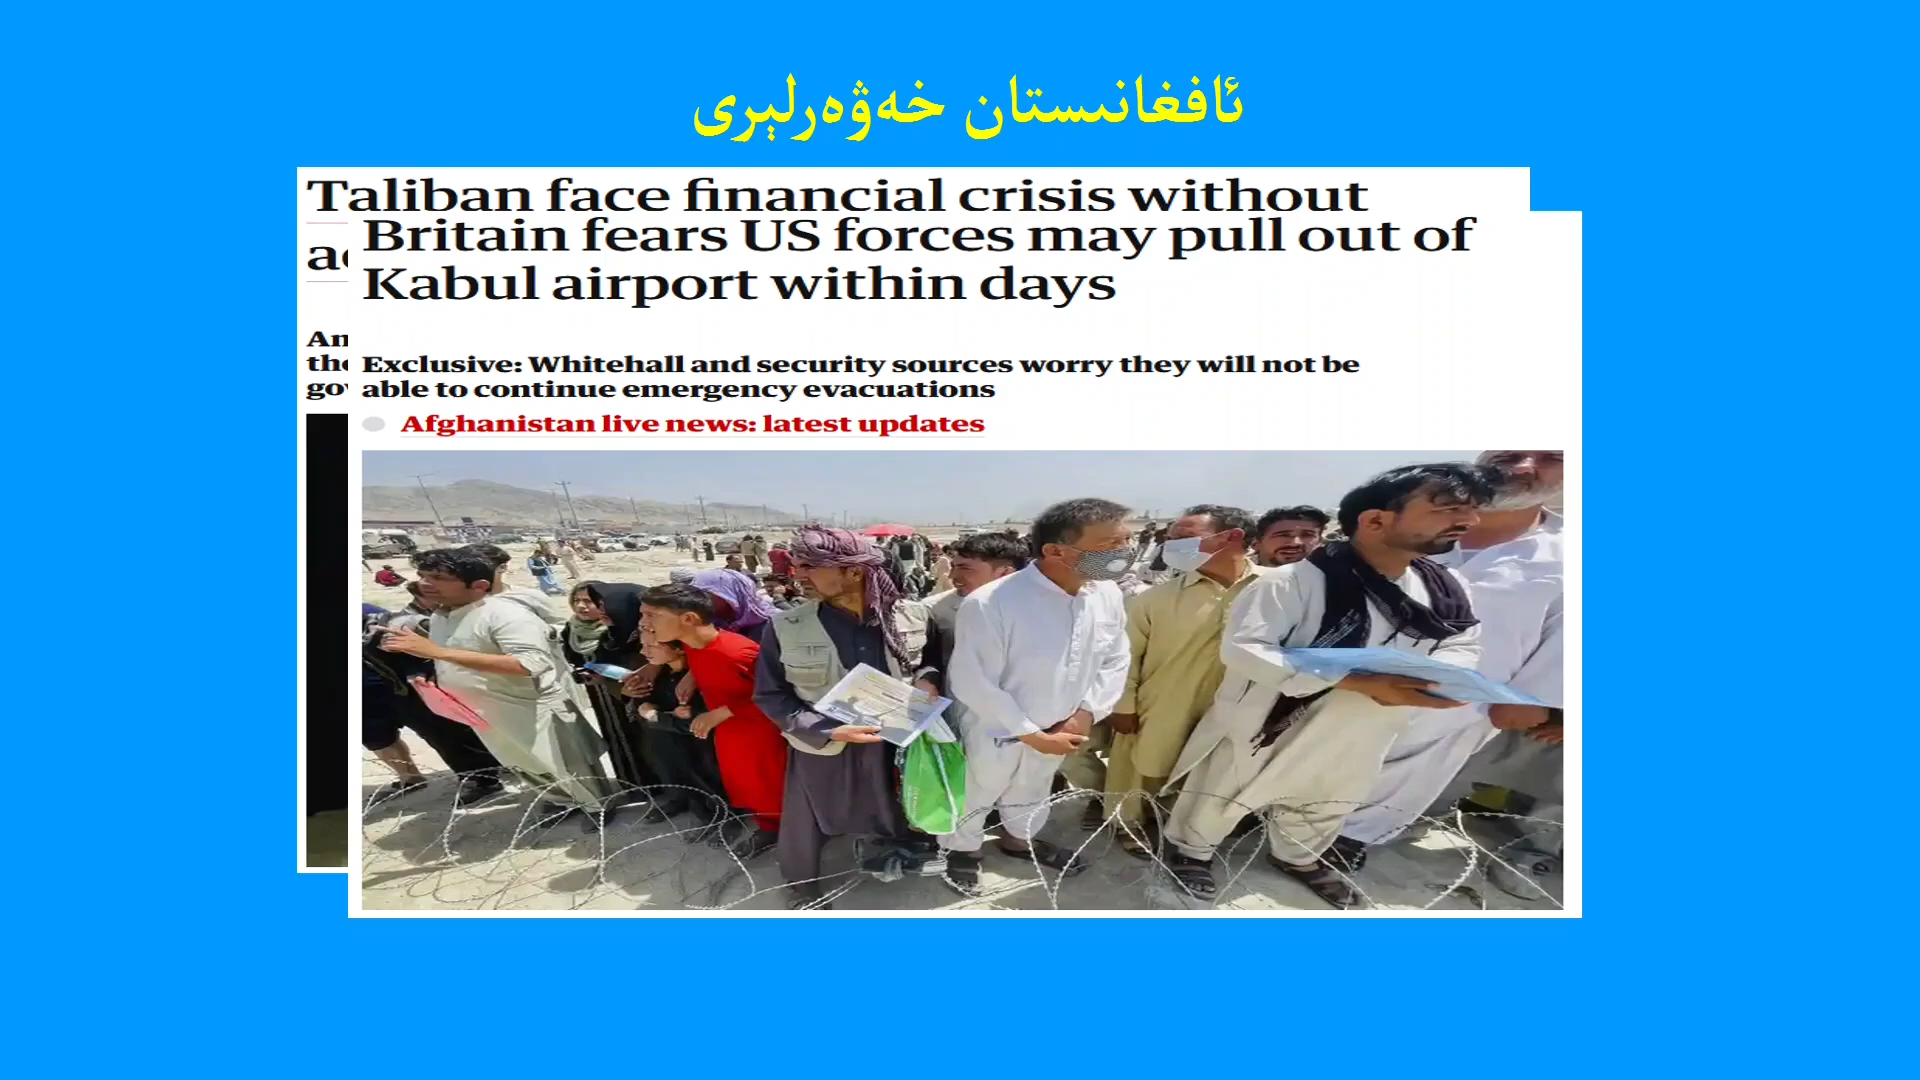 ئافغانىستان خەۋەرلېرى
Taliban face financial crisis without
Britain fears US forces may pull out of
Kabul airport within days
the
Exclusive: Whitehall and security sources worry they will not be
able to continue emergency evacuations
Afghanistan live news: latest updates